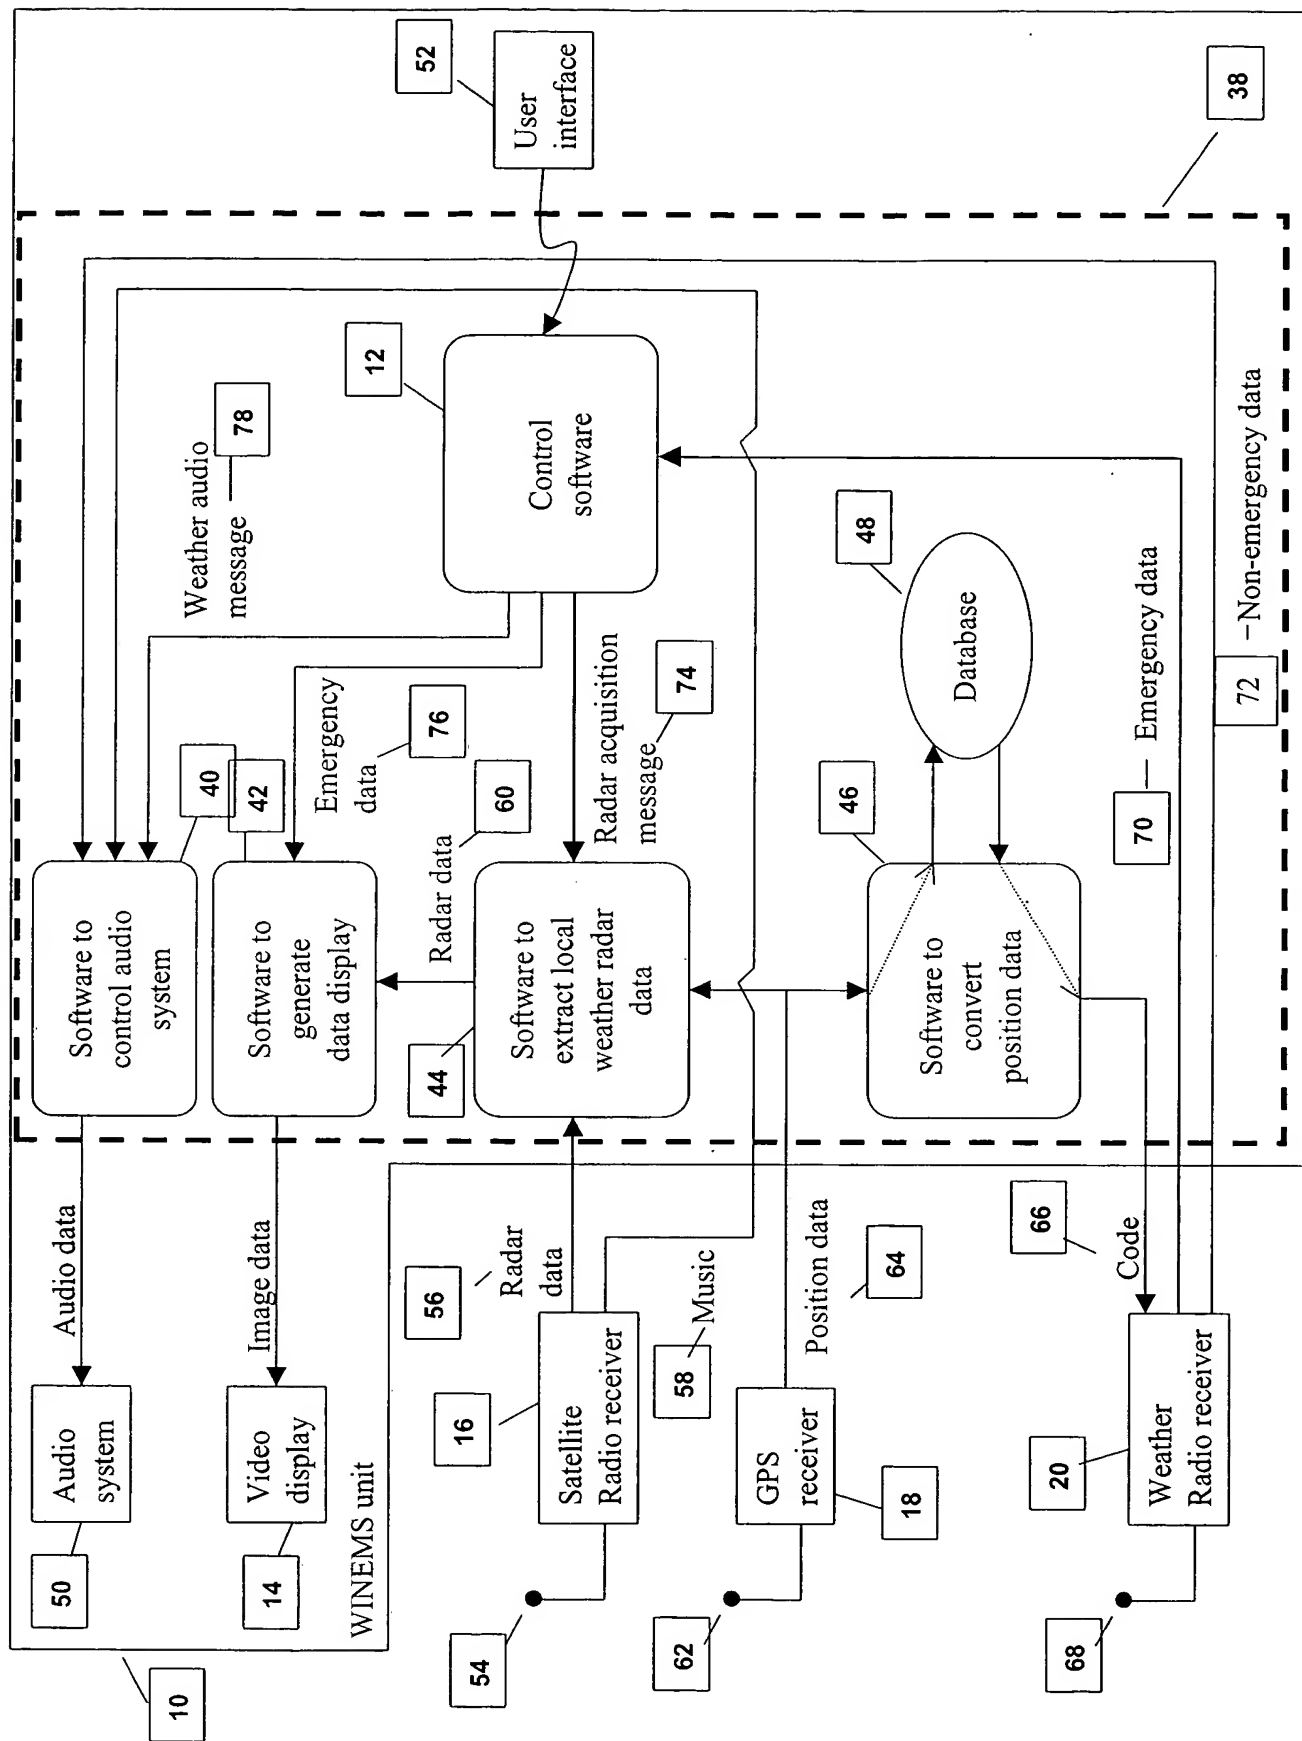 10
50
Audio
system
Audio data
Software to
control audio
system
40
Weather audio
message
78
14
Video
display
Image data
Software to
generate
data display
42
Emergency
data
76
WINEMS unit
12
Control
software
52
User
interface
54
16
Satellite
Radio receiver
56
Radar
data
44
Software to
extract local
weather radar
data
Radar data
60
Radar acquisition
message
74
58
Music
62
GPS
receiver
18
Position data
64
46
Software to
convert
position data
48
Database
68
20
Weather
Radio receiver
66
Code
70
Emergency data
72
Non-emergency data
38